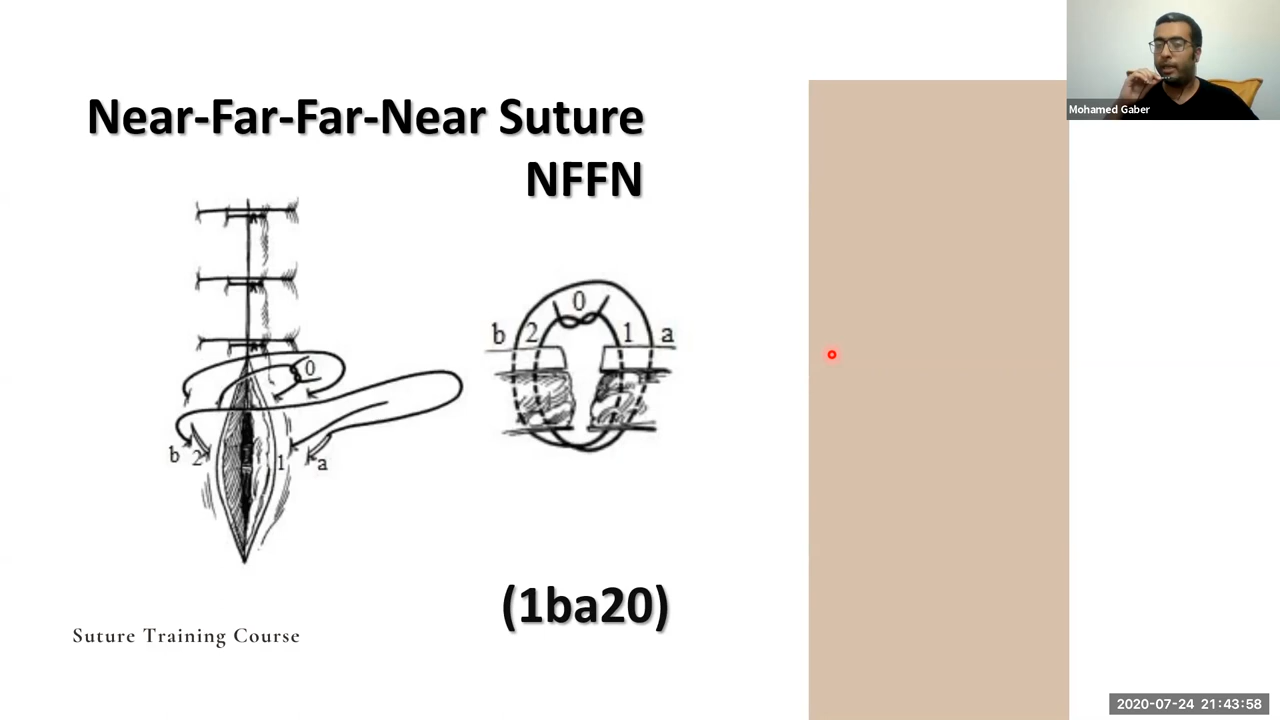 Near-Far-Far-Near Suture
NFFN
Mohamed Gaber
0
b 2 1 a
0
b 2 1 a
(1ba20)
Suture Training Course
2020-07-24 21:43:58